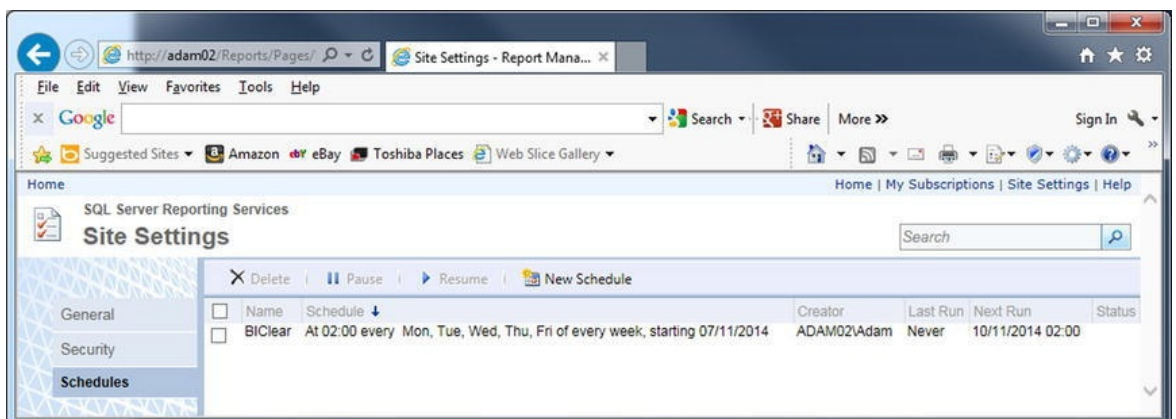 http://adam02/Reports/Pages/
Site Settings - Report Mana...
File Edit View Favorites Tools Help
x Google Search Share More >> Sign In
Suggested Sites Amazon ebY eBay Toshiba Places Web Slice Gallery
Home Home | My Subscriptions | Site Settings | Help
SQL Server Reporting Services
Site Settings
Search
Delete Pause Resume New Schedule
General
Security
Schedules
Name Schedule Creator Last Run Next Run Status
BIClear At 02:00 every Mon, Tue, Wed, Thu, Fri of every week, starting 07/11/2014 ADAM02\Adam Never 10/11/2014 02:00